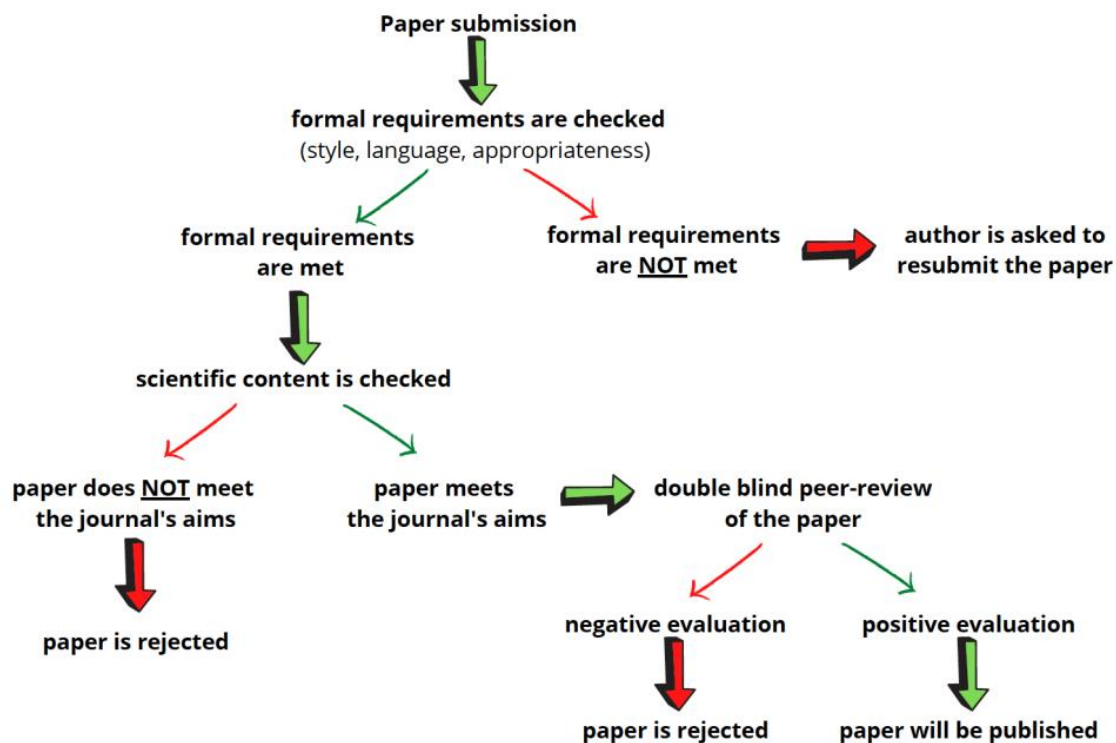 Paper submission
formal requirements are checked
(style, language, appropriateness)
formal requirements
are met
formal requirements
are NOT met
author is asked to
resubmit the paper
scientific content is checked
paper does NOT meet
the journal's aims
paper meets
the journal's aims
double blind peer-review
of the paper
paper is rejected
negative evaluation
positive evaluation
paper is rejected
paper will be published